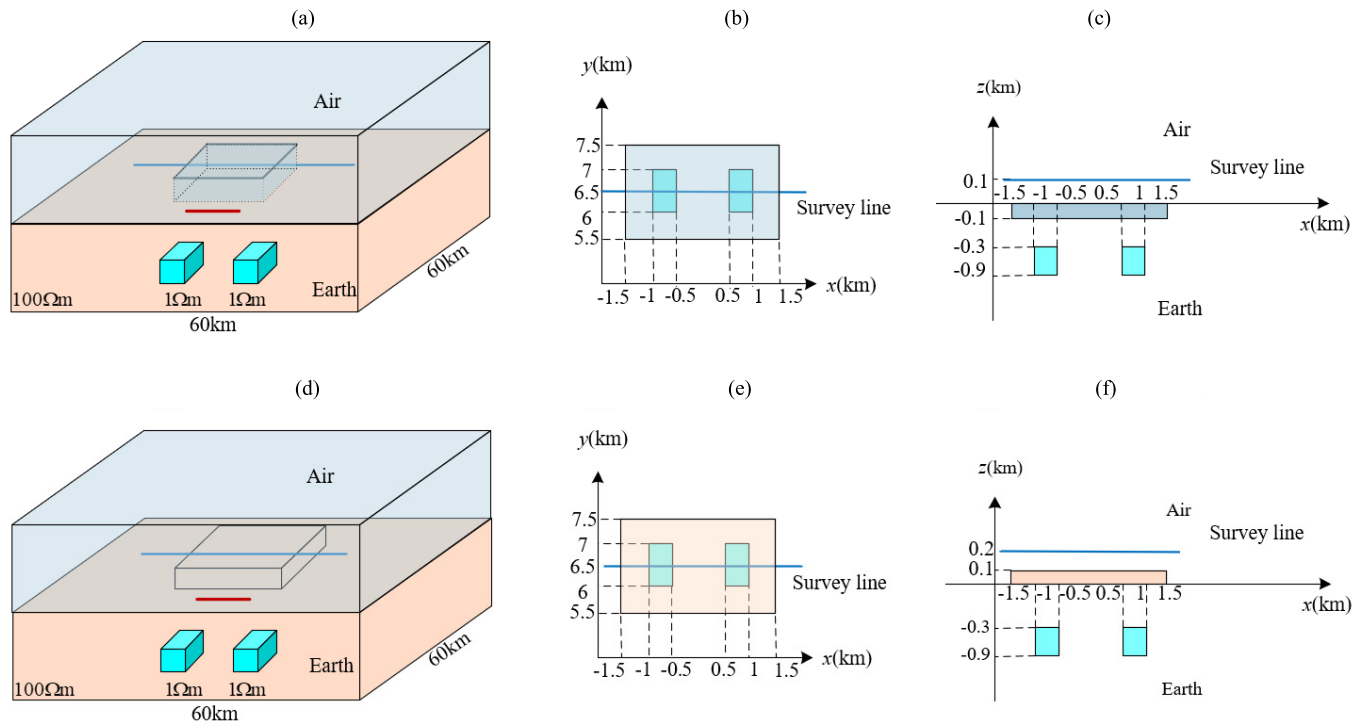 (a)
Air
100Ωm
1Ωm
1Ωm
Earth
60km
60km
(b)
y(km)
7.5
7
6.5
6
5.5
Survey line
-1.5 -1 -0.5 0.5 1 1.5 x(km)
(c)
z(km)
Air
Survey line
0.1
-1.5 -1 -0.5 0.5 1 1.5
x(km)
-0.1
-0.3
-0.9
Earth
(d)
Air
100Ωm
1Ωm
1Ωm
Earth
60km
60km
(e)
y(km)
7.5
7
6.5
6
5.5
Survey line
-1.5 -1 -0.5 0.5 1 1.5 x(km)
(f)
z(km)
Air
Survey line
0.2
0.1
-1.5 -1 -0.5 0.5 1 1.5
x(km)
-0.3
-0.9
Earth